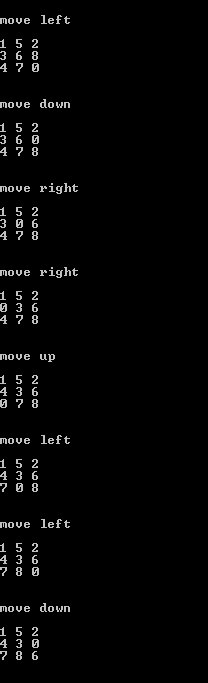 move left
1 5 2
3 6 8
4 7 0
move down
1 5 2
3 6 0
4 7 8
move right
1 5 2
3 0 6
4 7 8
move right
1 5 2
0 3 6
4 7 8
move up
1 5 2
4 3 6
0 7 8
move left
1 5 2
4 3 6
7 0 8
move left
1 5 2
4 3 6
7 8 0
move down
1 5 2
4 3 0
7 8 6